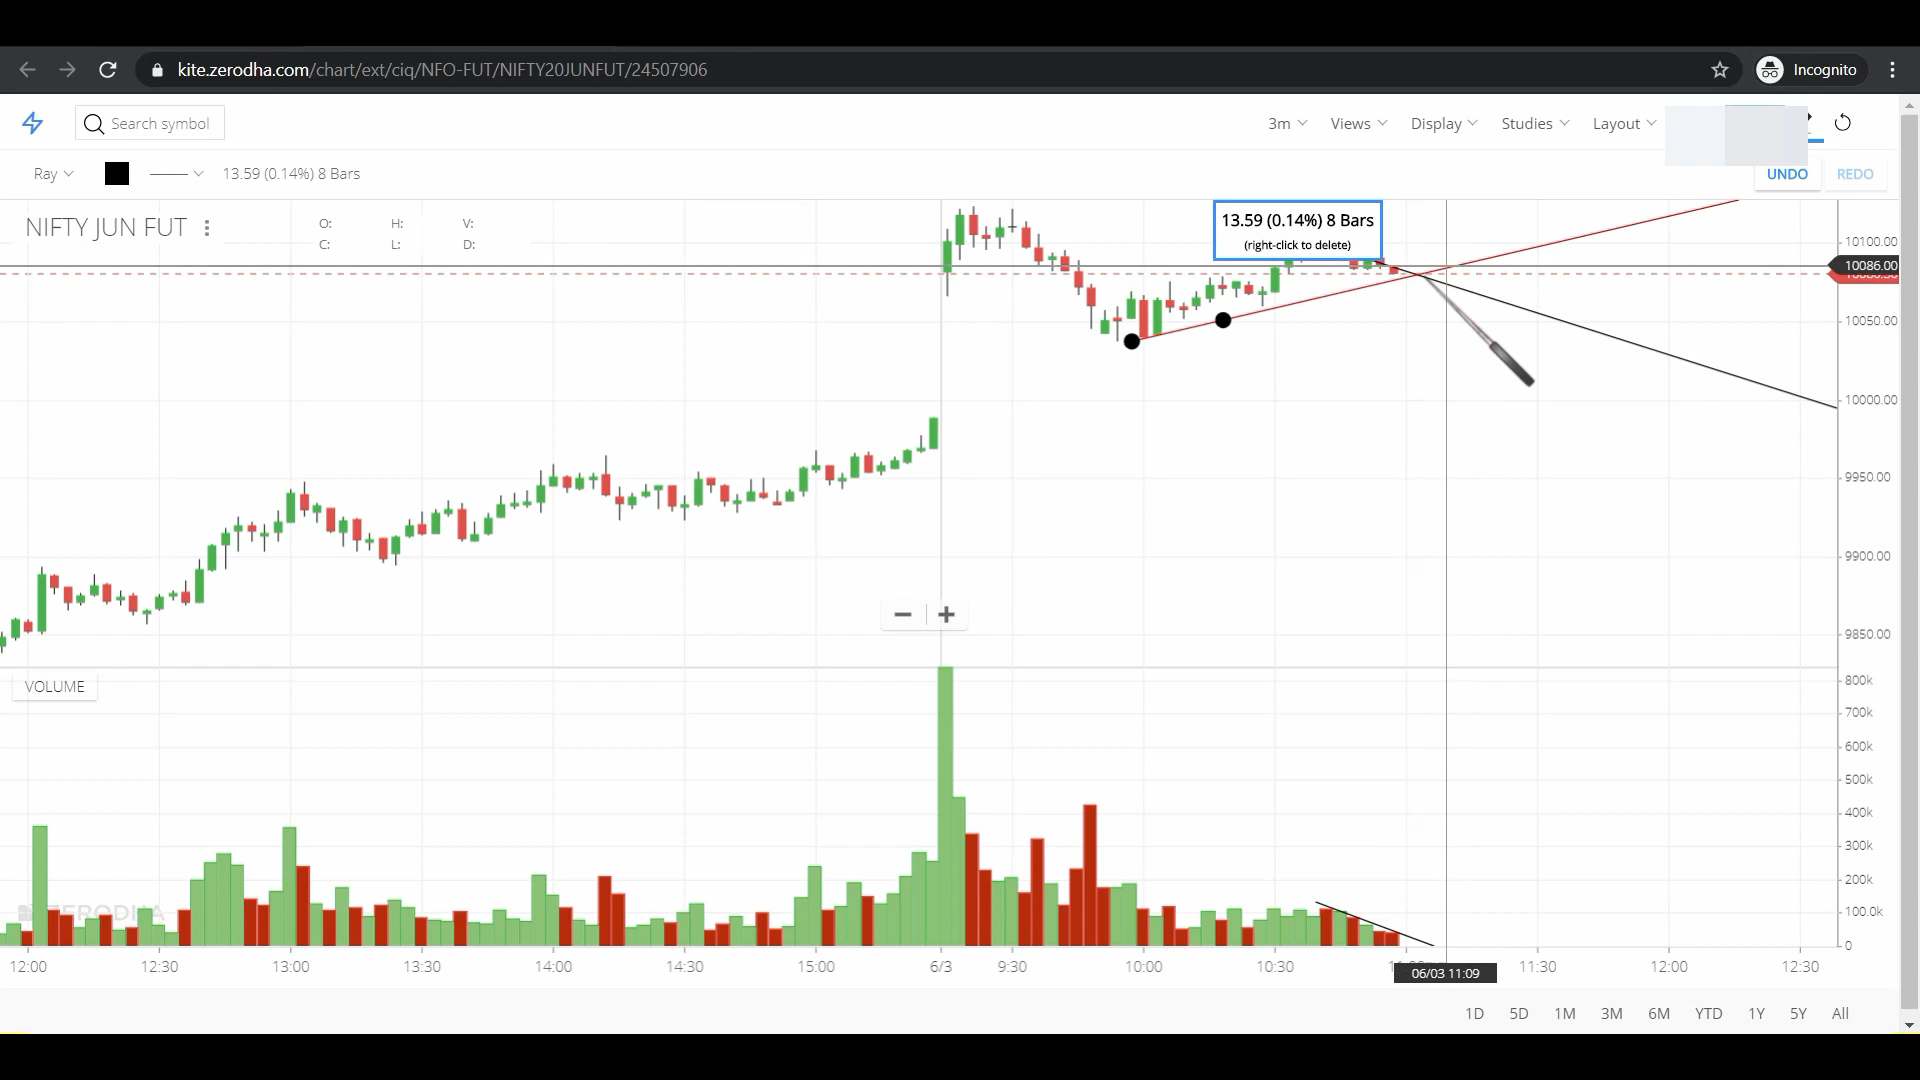 kite.zerodha.com/chart/ext/ciq/NFO-FUT/NIFTY20JUNFUT/24507906
Incognito
Search symbol
3m
Views
Display
Studies
Layout
Ray
13.59 (0.14%) 8 Bars
UNDO
REDO
NIFTY JUN FUT
O:
H:
V:
C:
L:
D:
13.59 (0.14%) 8 Bars
(right-click to delete)
10100.00
10086.00
10050.00
10000.00
9950.00
9900.00
9850.00
VOLUME
800k
700k
600k
500k
400k
300k
200k
100.0k
0
ZERODHA
12:00
12:30
13:00
13:30
14:00
14:30
15:00
6/3
9:30
10:00
10:30
11:30
12:00
12:30
06/03 11:09
1D
5D
1M
3M
6M
YTD
1Y
5Y
All